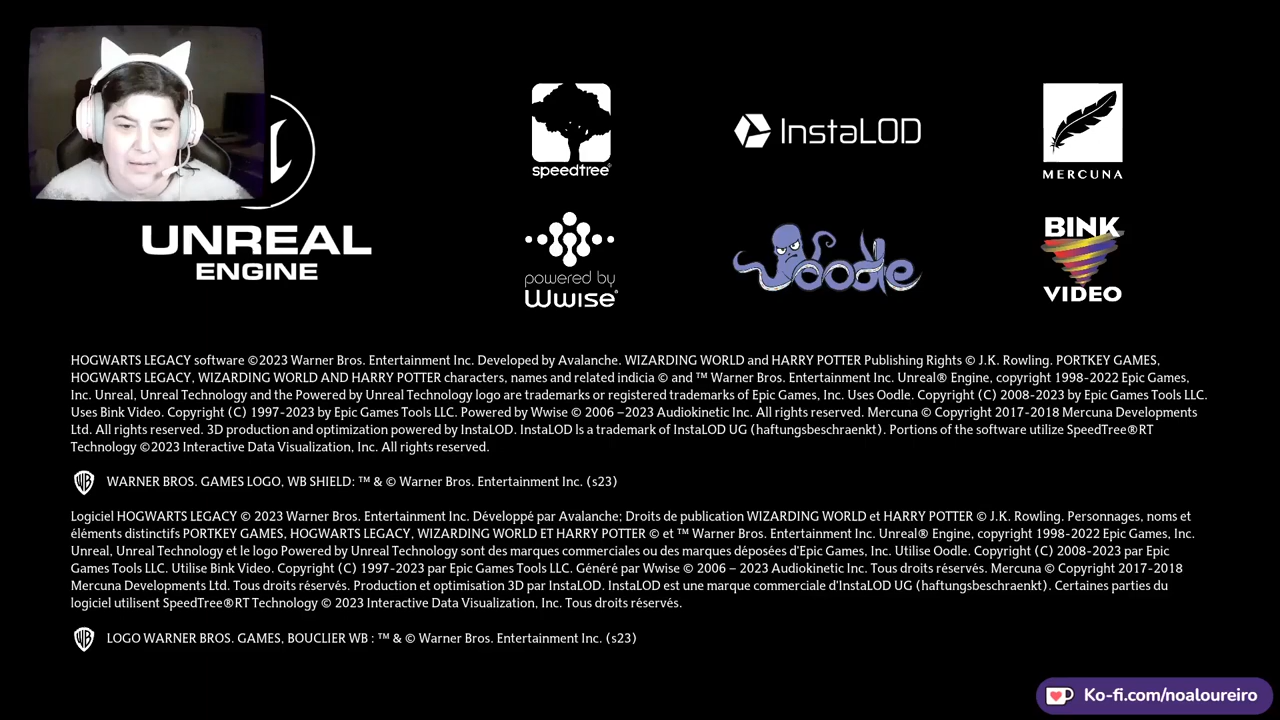 speedtree®
InstaLOD
MERCUNA
UNREAL
ENGINE
powered by
Wwise®
oodle
BINK
VIDEO
HOGWARTS LEGACY software ©2023 Warner Bros. Entertainment Inc. Developed by Avalanche. WIZARDING WORLD and HARRY POTTER Publishing Rights © J.K. Rowling. PORTKEY GAMES,
HOGWARTS LEGACY, WIZARDING WORLD AND HARRY POTTER characters, names and related indicia © and ™ Warner Bros. Entertainment Inc. Unreal® Engine, copyright 1998-2022 Epic Games,
Inc. Unreal, Unreal Technology and the Powered by Unreal Technology logo are trademarks or registered trademarks of Epic Games, Inc. Uses Oodle. Copyright (C) 2008-2023 by Epic Games Tools LLC.
Uses Bink Video. Copyright (C) 1997-2023 by Epic Games Tools LLC. Powered by Wwise © 2006 –2023 Audiokinetic Inc. All rights reserved. Mercuna © Copyright 2017-2018 Mercuna Developments
Ltd. All rights reserved. 3D production and optimization powered by InstaLOD. InstaLOD Is a trademark of InstaLOD UG (haftungsbeschraenkt). Portions of the software utilize SpeedTree®RT
Technology ©2023 Interactive Data Visualization, Inc. All rights reserved.
WB WARNER BROS. GAMES LOGO, WB SHIELD: ™ & © Warner Bros. Entertainment Inc. (s23)
Logiciel HOGWARTS LEGACY © 2023 Warner Bros. Entertainment Inc. Développé par Avalanche; Droits de publication WIZARDING WORLD et HARRY POTTER © J.K. Rowling. Personnages, noms et
éléments distinctifs PORTKEY GAMES, HOGWARTS LEGACY, WIZARDING WORLD ET HARRY POTTER © et ™ Warner Bros. Entertainment Inc. Unreal® Engine, copyright 1998-2022 Epic Games, Inc.
Unreal, Unreal Technology et le logo Powered by Unreal Technology sont des marques commerciales ou des marques déposées d'Epic Games, Inc. Utilise Oodle. Copyright (C) 2008-2023 par Epic
Games Tools LLC. Utilise Bink Video. Copyright (C) 1997-2023 par Epic Games Tools LLC. Généré par Wwise © 2006 – 2023 Audiokinetic Inc. Tous droits réservés. Mercuna © Copyright 2017-2018
Mercuna Developments Ltd. Tous droits réservés. Production et optimisation 3D par InstaLOD. InstaLOD est une marque commerciale d'InstaLOD UG (haftungsbeschraenkt). Certaines parties du
logiciel utilisent SpeedTree®RT Technology © 2023 Interactive Data Visualization, Inc. Tous droits réservés.
WB LOGO WARNER BROS. GAMES, BOUCLIER WB : ™ & © Warner Bros. Entertainment Inc. (s23)
Ko-fi.com/noaloureiro